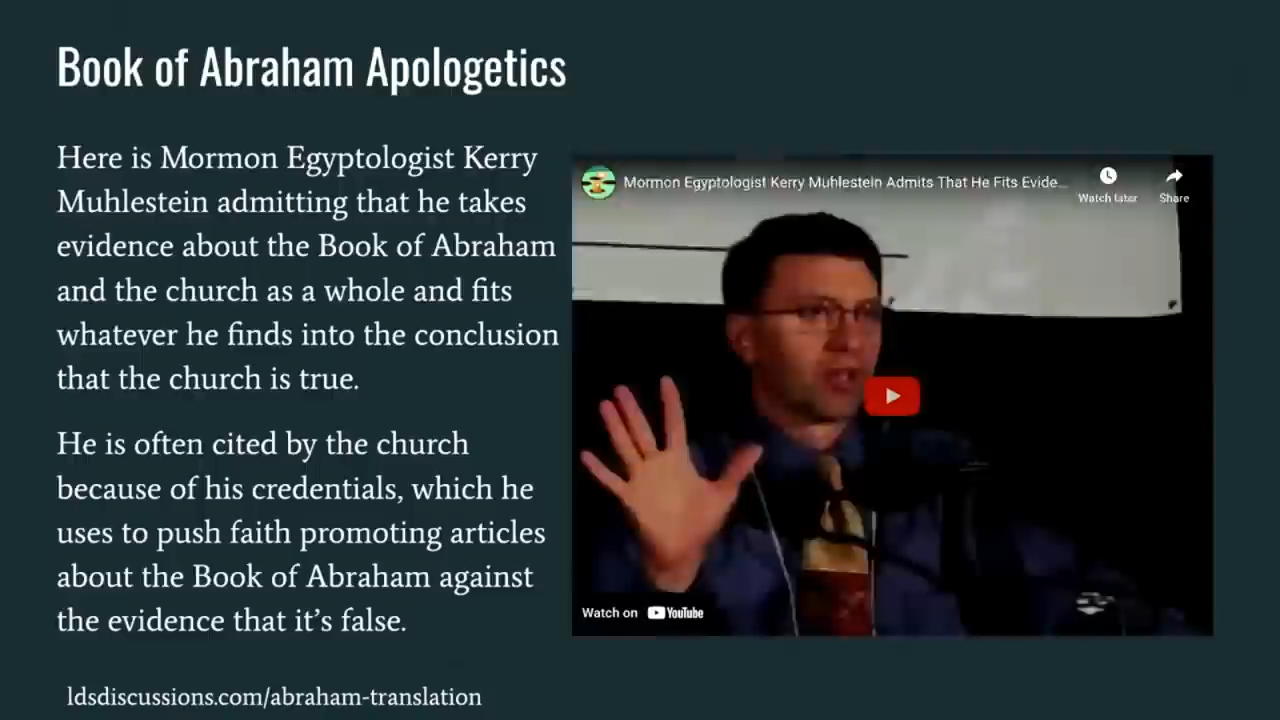 Book of Abraham Apologetics
Here is Mormon Egyptologist Kerry
Muhlestein admitting that he takes
evidence about the Book of Abraham
and the church as a whole and fits
whatever he finds into the conclusion
that the church is true.
He is often cited by the church
because of his credentials, which he
uses to push faith promoting articles
about the Book of Abraham against
the evidence that it’s false.
ldsdiscussions.com/abraham-translation
Mormon Egyptologist Kerry Muhlestein Admits That He Fits Evide...
Watch later
Share
Watch on YouTube